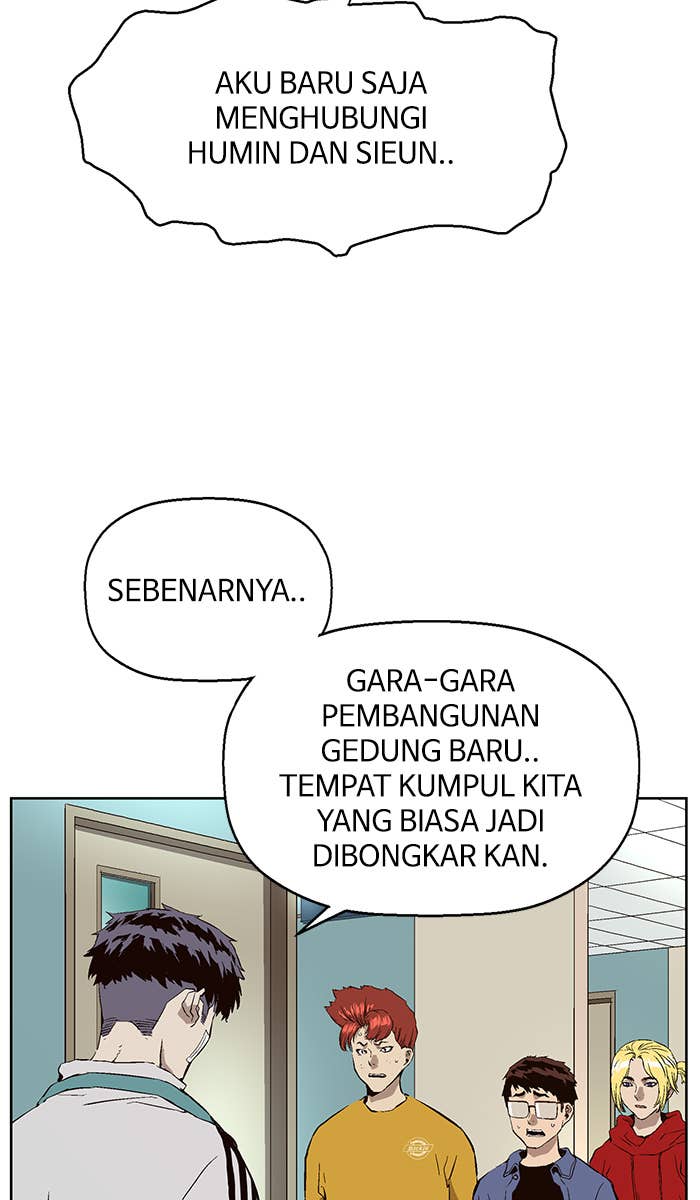 AKU BARU SAJA
MENGHUBUNGI
HUMIN DAN SIEUN..
SEBENARNYA..
GARA-GARA
PEMBANGUNAN
GEDUNG BARU..
TEMPAT KUMPUL KITA
YANG BIASA JADI
DIBONGKAR KAN.